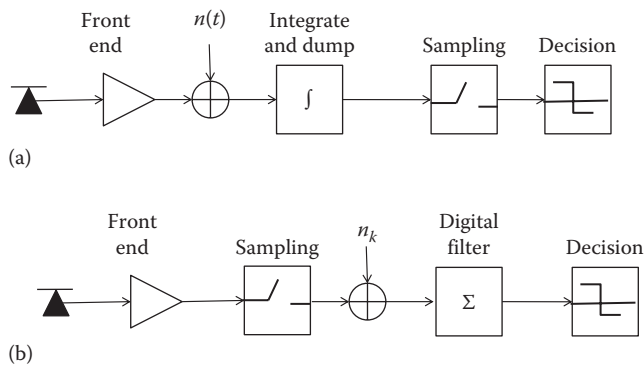 Front end
n(t)
Integrate and dump
Sampling
Decision
∫
(a)
Front end
Sampling
n_k
Digital filter
Decision
Σ
(b)